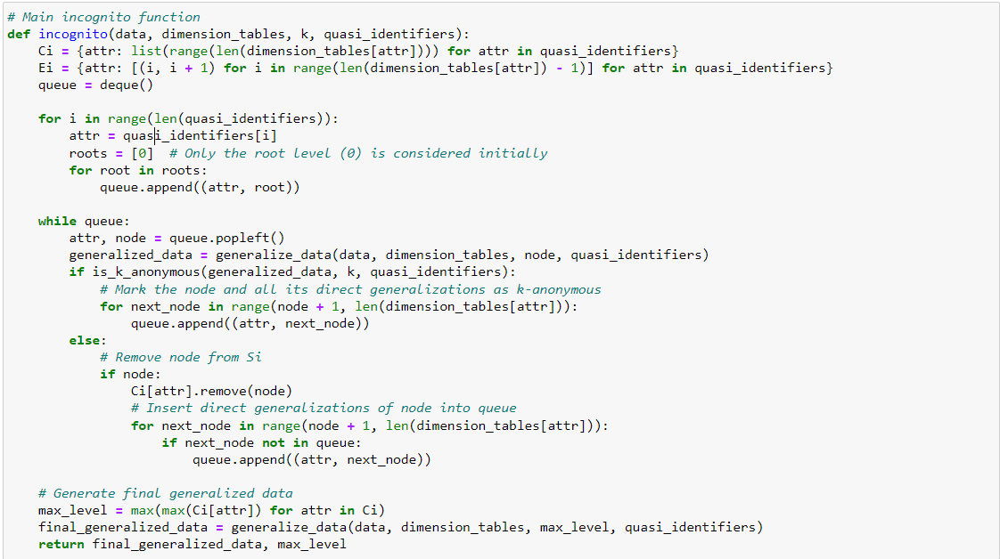 # Main incognito function
def incognito(data, dimension_tables, k, quasi_identifiers):
    Ci = {attr: list(range(len(dimension_tables[attr]))) for attr in quasi_identifiers}
    Ei = {attr: [(i, i + 1) for i in range(len(dimension_tables[attr]) - 1)] for attr in quasi_identifiers}
    queue = deque()

    for i in range(len(quasi_identifiers)):
        attr = quasi_identifiers[i]
        roots = [0]  # Only the root level (0) is considered initially
        for root in roots:
            queue.append((attr, root))

    while queue:
        attr, node = queue.popleft()
        generalized_data = generalize_data(data, dimension_tables, node, quasi_identifiers)
        if is_k_anonymous(generalized_data, k, quasi_identifiers):
            # Mark the node and all its direct generalizations as k-anonymous
            for next_node in range(node + 1, len(dimension_tables[attr])):
                queue.append((attr, next_node))
        else:
            # Remove node from Si
            if node:
                Ci[attr].remove(node)
                # Insert direct generalizations of node into queue
                for next_node in range(node + 1, len(dimension_tables[attr])):
                    if next_node not in queue:
                        queue.append((attr, next_node))

    # Generate final generalized data
    max_level = max(max(Ci[attr]) for attr in Ci)
    final_generalized_data = generalize_data(data, dimension_tables, max_level, quasi_identifiers)
    return final_generalized_data, max_level